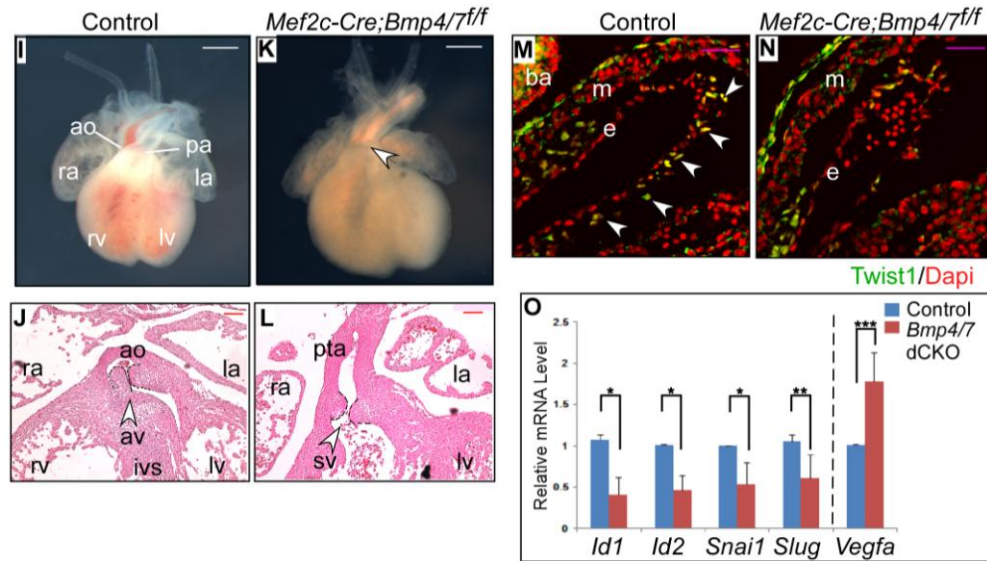 Control
Mef2c-Cre;Bmp4/7f/f
Control
Mef2c-Cre;Bmp4/7f/f
I
ao
pa
ra
la
rv
lv
K
M
ba
m
e
N
m
e
Twist1/Dapi
J
ao
ra
la
av
rv
ivs
lv
L
pta
ra
la
sv
lv
O
Control
Bmp4/7
dCKO
Relative mRNA Level
2.5
2
1.5
1
0.5
0
*
*
*
**
***
Id1 Id2 Snai1 Slug Vegfa